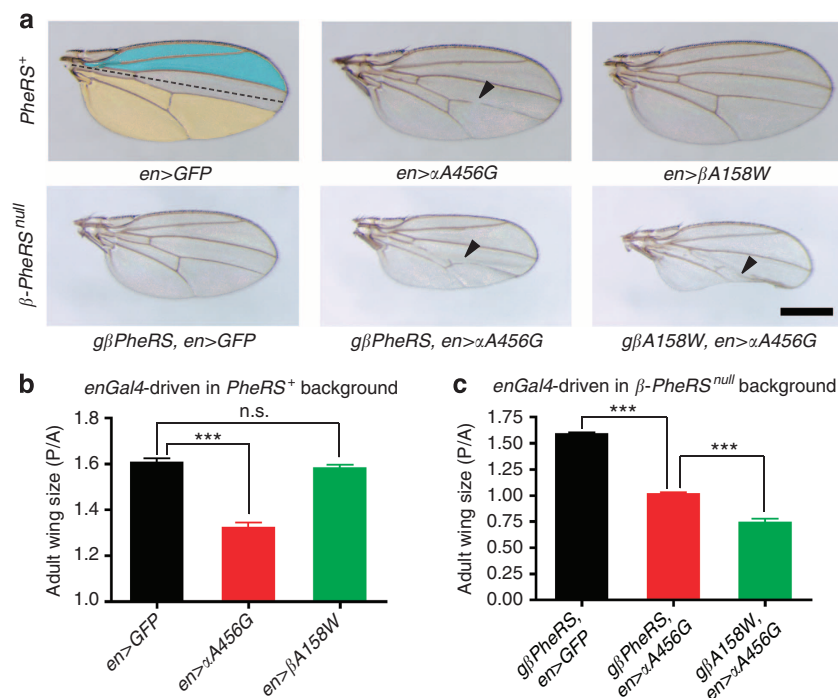 a
PheRS+
en>GFP
en>αA456G
en>βA158W
β-PheRSnull
gβPheRS, en>GFP
gβPheRS, en>αA456G
gβA158W, en>αA456G
b
enGal4-driven in PheRS+ background
n.s.
***
Adult wing size (P/A)
1.8
1.6
1.4
1.2
1.0
en>GFP
en>αA456G
en>βA158W
c
enGal4-driven in β-PheRSnull background
***
***
Adult wing size (P/A)
1.75
1.50
1.25
1.00
0.75
0.50
0.25
0.00
gβPheRS,
en>GFP
gβPheRS,
en>αA456G
gβA158W,
en>αA456G